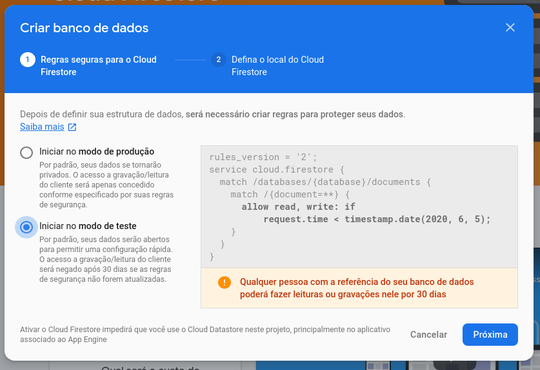 Criar banco de dados
1 Regras seguras para o Cloud
Firestore
2 Defina o local do Cloud
Firestore
Depois de definir sua estrutura de dados, será necessário criar regras para proteger seus dados.
Saiba mais
Iniciar no modo de produção
Por padrão, seus dados se tornarão
privados. O acesso a gravação/leitura
do cliente será apenas concedido
conforme especificado por suas regras
de segurança.
Iniciar no modo de teste
Por padrão, seus dados serão abertos
para permitir uma configuração rápida.
O acesso a gravação/leitura do cliente
será negado após 30 dias se as regras
de segurança não forem atualizadas.
rules_version = '2';
service cloud.firestore {
match /databases/{database}/documents {
match /{document=**} {
allow read, write: if
request.time < timestamp.date(2020, 6, 5);
}
}
}
Qualquer pessoa com a referência do seu banco de dados
poderá fazer leituras ou gravações nele por 30 dias
Ativar o Cloud Firestore impedirá que você use o Cloud Datastore neste projeto, principalmente no aplicativo
associado ao App Engine
Cancelar
Próxima